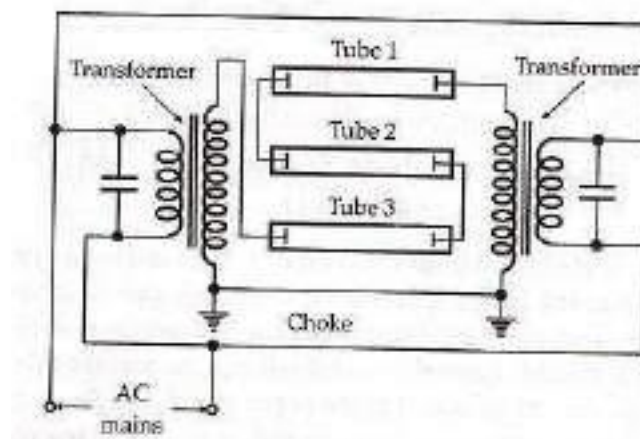 Tube 1
Transformer
Transformer
Tube 2
Tube 3
Choke
AC
mains